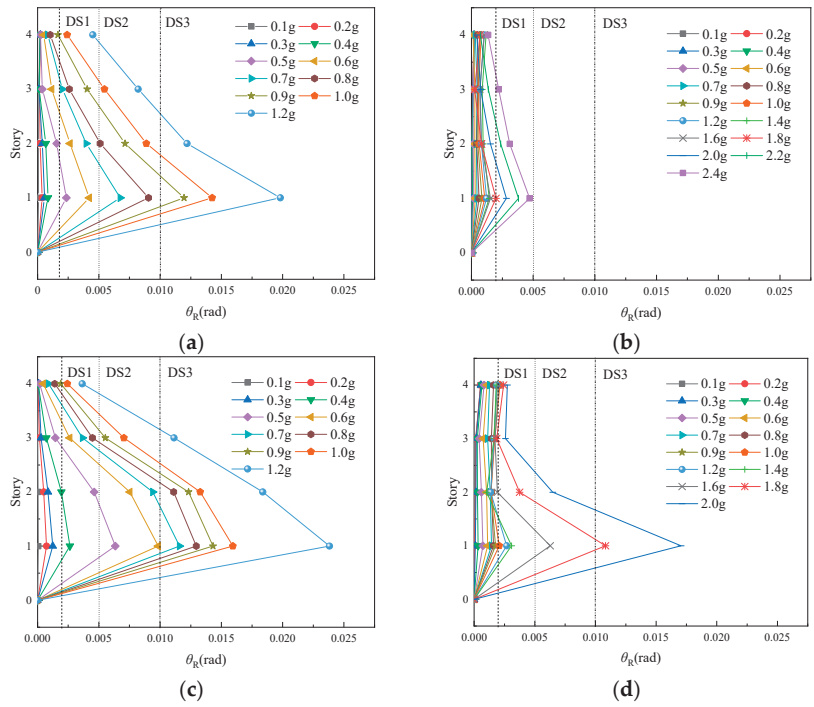 DS1 DS2 DS3
0.1g 0.2g
0.3g 0.4g
0.5g 0.6g
0.7g 0.8g
0.9g 1.0g
1.2g
4
3
2
1
0
Story
0 0.005 0.010 0.015 0.020 0.025
θR(rad)
(a)
DS1 DS2 DS3
0.1g 0.2g
0.3g 0.4g
0.5g 0.6g
0.7g 0.8g
0.9g 1.0g
1.2g 1.4g
1.6g 1.8g
2.0g 2.2g
2.4g
4
3
2
1
0
Story
0.000 0.005 0.010 0.015 0.020 0.025
θR(rad)
(b)
DS1 DS2 DS3
0.1g 0.2g
0.3g 0.4g
0.5g 0.6g
0.7g 0.8g
0.9g 1.0g
1.2g
4
3
2
1
0
Story
0.000 0.005 0.010 0.015 0.020 0.025
θR(rad)
(c)
DS1 DS2 DS3
0.1g 0.2g
0.3g 0.4g
0.5g 0.6g
0.7g 0.8g
0.9g 1.0g
1.2g 1.4g
1.6g 1.8g
2.0g
4
3
2
1
0
Story
0.000 0.005 0.010 0.015 0.020 0.025
θR(rad)
(d)